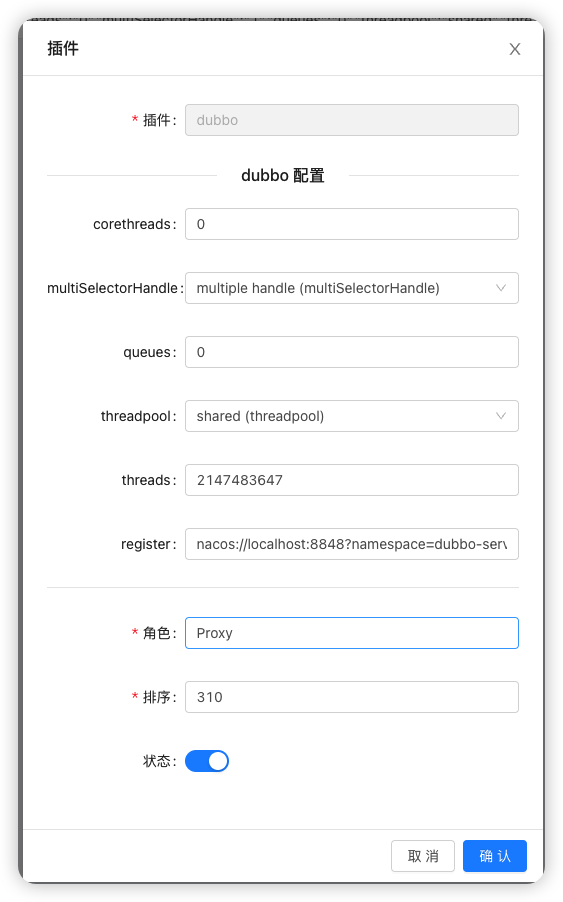 插件
* 插件: dubbo
dubbo 配置
corethreads: 0
multiSelectorHandle: multiple handle (multiSelectorHandle)
queues: 0
threadpool: shared (threadpool)
threads: 2147483647
register: nacos://localhost:8848?namespace=dubbo-serv
* 角色: Proxy
* 排序: 310
状态:
取 消 确 认